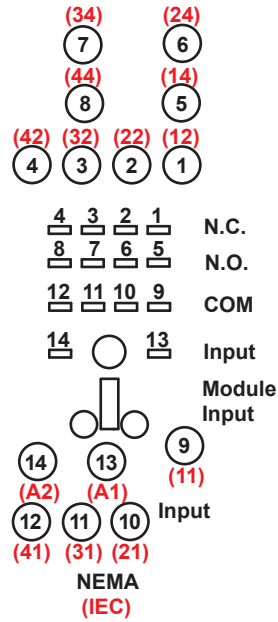 (34) (24)
7 6
(44) (14)
8 5
(42) (32) (22) (12)
4 3 2 1
4 3 2 1 N.C.
8 7 6 5 N.O.
12 11 10 9 COM
14 13 Input
Module
Input
9
14 13 (11)
(A2) (A1)
12 11 10 Input
(41) (31) (21)
NEMA
(IEC)